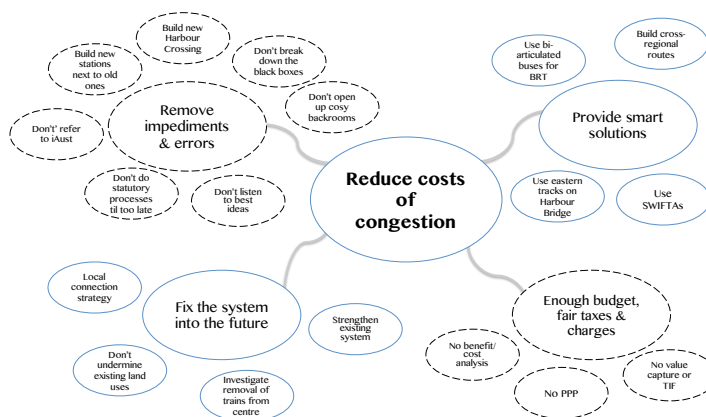 Build new
Harbour
Crossing
Build new
stations
next to old
ones
Don't break
down the
black boxes
Don't open
up cosy
backrooms
Remove
impediments
& errors
Don't' refer
to iAust
Don't do
statutory
processes
til too late
Don't listen
to best
ideas
Use bi-
articulated
buses for
BRT
Build cross-
regional
routes
Provide smart
solutions
Use eastern
tracks on
Harbour
Bridge
Use
SWIFTAs
Reduce costs
of
congestion
Local
connection
strategy
Fix the system
into the future
Strengthen
existing
system
Don't
undermine
existing land
uses
Investigate
removal of
trains from
centre
Enough budget,
fair taxes &
charges
No benefit/
cost
analysis
No PPP
No value
capture or
TIF